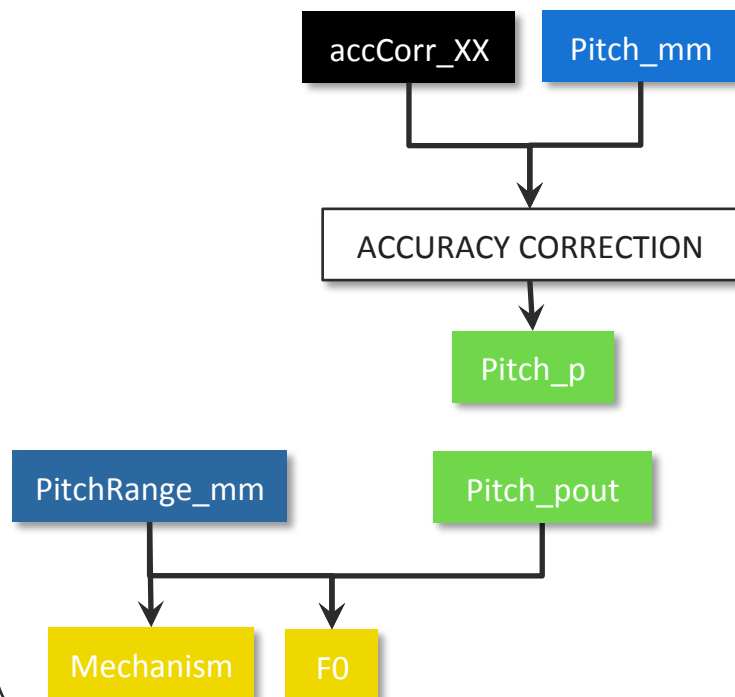 accCorr_XX
Pitch_mm
ACCURACY CORRECTION
Pitch_p
PitchRange_mm
Pitch_pout
Mechanism
F0